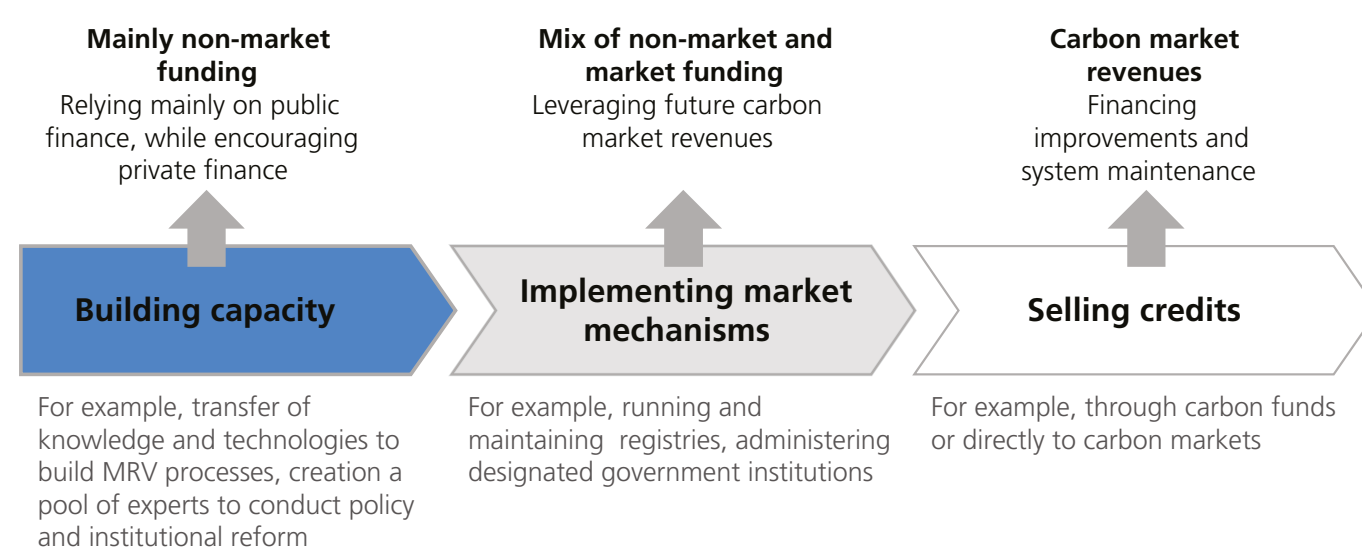 Mainly non-market
funding
Relying mainly on public
finance, while encouraging
private finance
Mix of non-market and
market funding
Leveraging future carbon
market revenues
Carbon market
revenues
Financing
improvements and
system maintenance
Building capacity
Implementing market
mechanisms
Selling credits
For example, transfer of
knowledge and technologies to
build MRV processes, creation a
pool of experts to conduct policy
and institutional reform
For example, running and
maintaining  registries, administering
designated government institutions
For example, through carbon funds
or directly to carbon markets